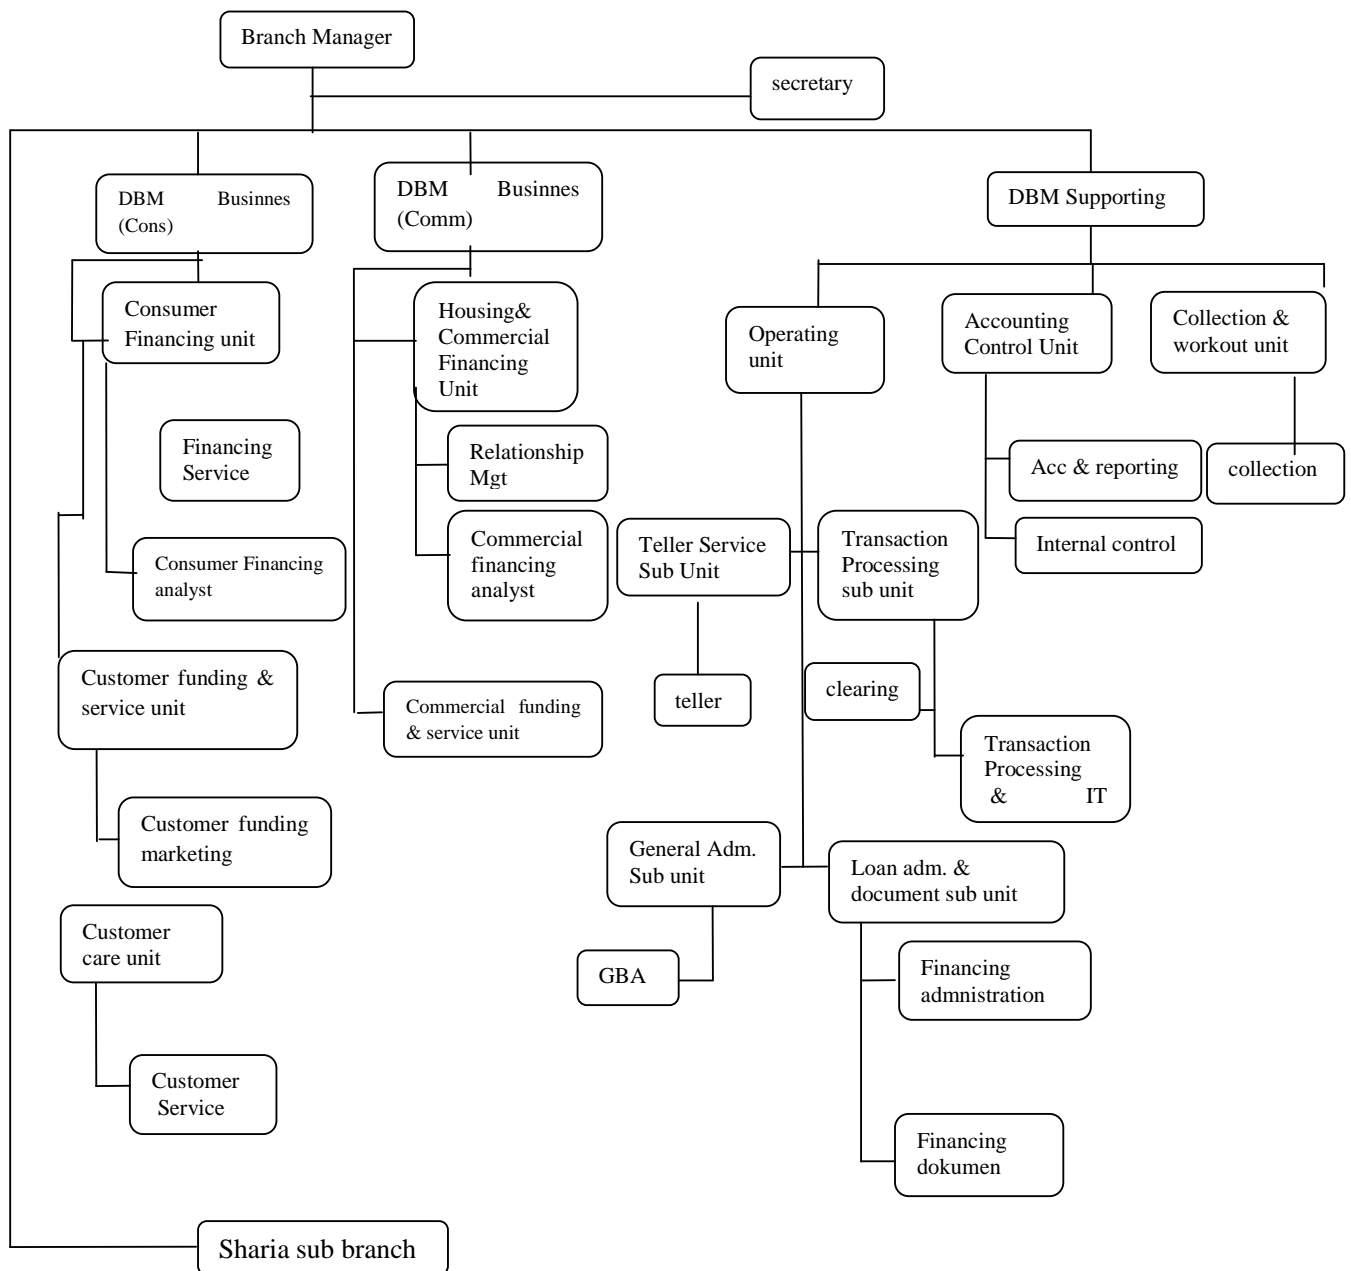 Branch Manager
secretary
DBM Businnes
(Cons)
DBM Businnes
(Comm)
DBM Supporting
Consumer
Financing unit
Housing&
Commercial
Financing
Unit
Operating
unit
Accounting
Control Unit
Collection &
workout unit
Financing
Service
Relationship
Mgt
Acc & reporting
collection
Consumer Financing
analyst
Commercial
financing
analyst
Teller Service
Sub Unit
Transaction
Processing
sub unit
Internal control
Customer funding &
service unit
Commercial funding
& service unit
teller
clearing
Transaction
Processing
& IT
Customer funding
marketing
General Adm.
Sub unit
Loan adm. &
document sub unit
Customer
care unit
GBA
Financing
admnistration
Customer
Service
Financing
dokumen
Sharia sub branch